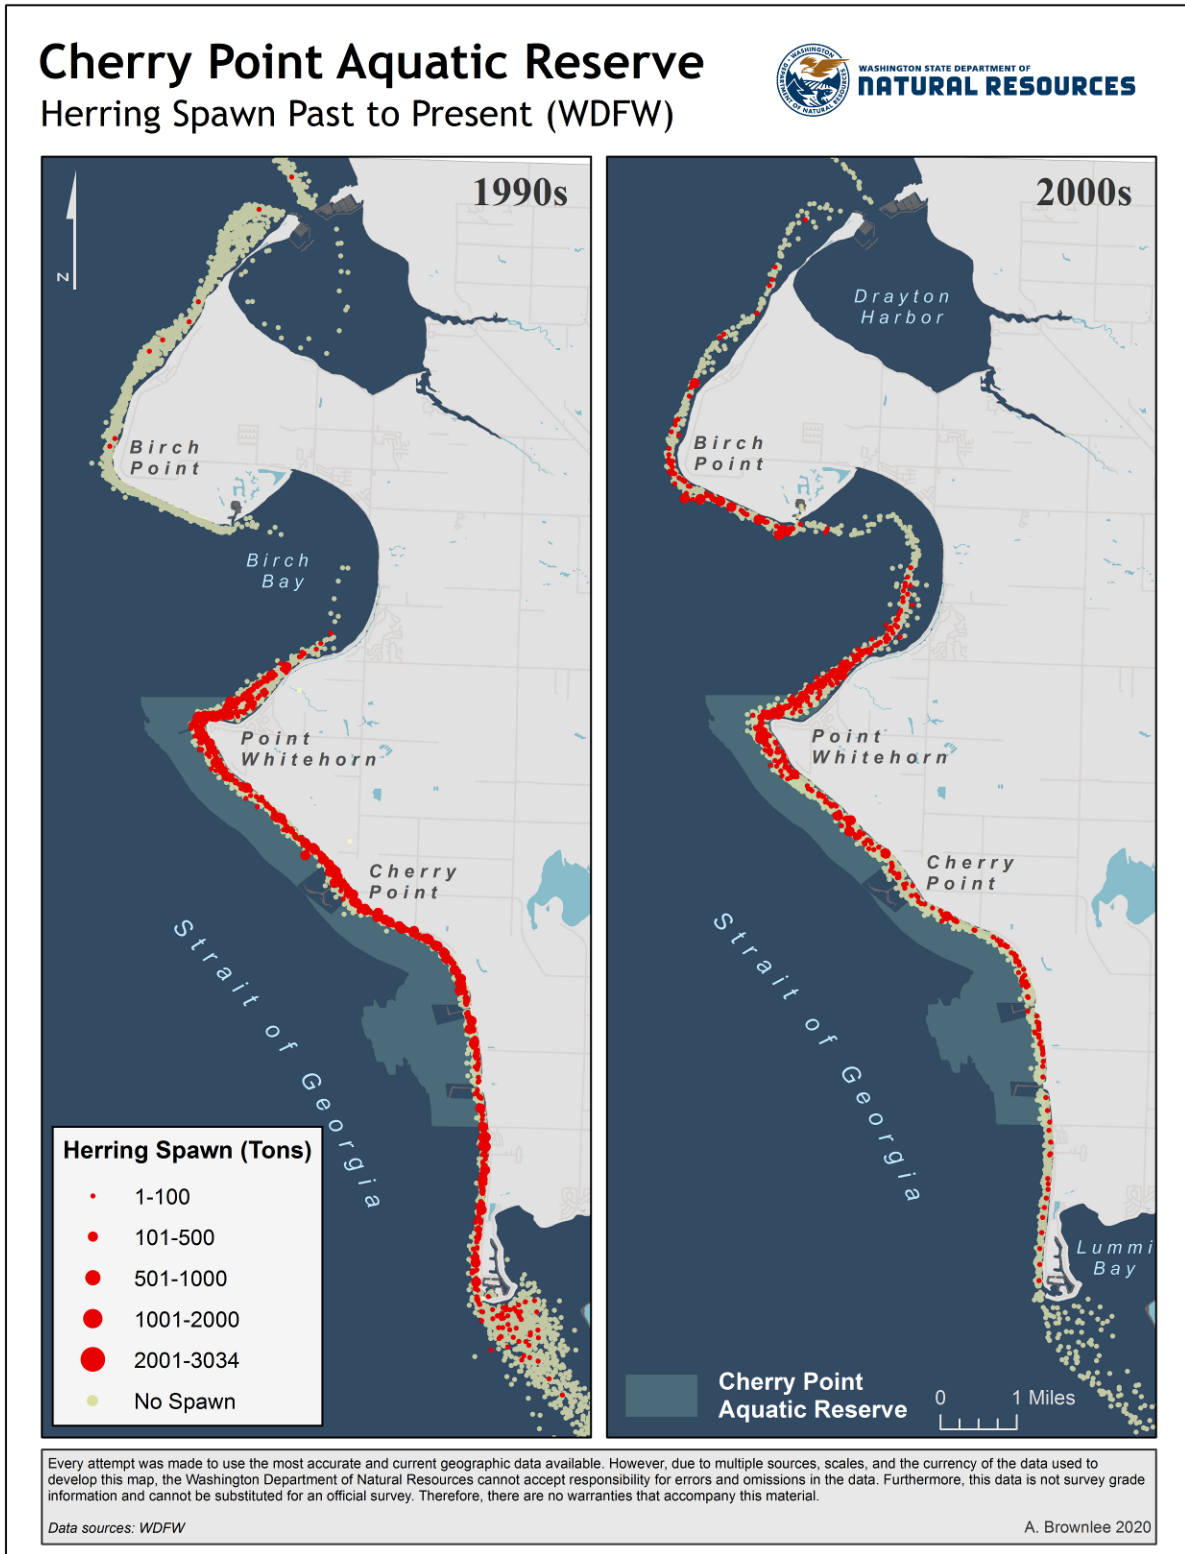 Cherry Point Aquatic Reserve
Herring Spawn Past to Present (WDFW)
WASHINGTON STATE DEPARTMENT OF
NATURAL RESOURCES
WASHINGTON
DEPARTMENT OF NATURAL RESOURCES
1990s
N
Birch
Point
Birch
Bay
Point
Whitehorn
Cherry
Point
Strait of Georgia
Herring Spawn (Tons)
1-100
101-500
501-1000
1001-2000
2001-3034
No Spawn
2000s
Drayton
Harbor
Birch
Point
Point
Whitehorn
Cherry
Point
Strait of Georgia
Lummi
Bay
Cherry Point
Aquatic Reserve
0 1 Miles
Every attempt was made to use the most accurate and current geographic data available. However, due to multiple sources, scales, and the currency of the data used to
develop this map, the Washington Department of Natural Resources cannot accept responsibility for errors and omissions in the data. Furthermore, this data is not survey grade
information and cannot be substituted for an official survey. Therefore, there are no warranties that accompany this material.
Data sources: WDFW
A. Brownlee 2020